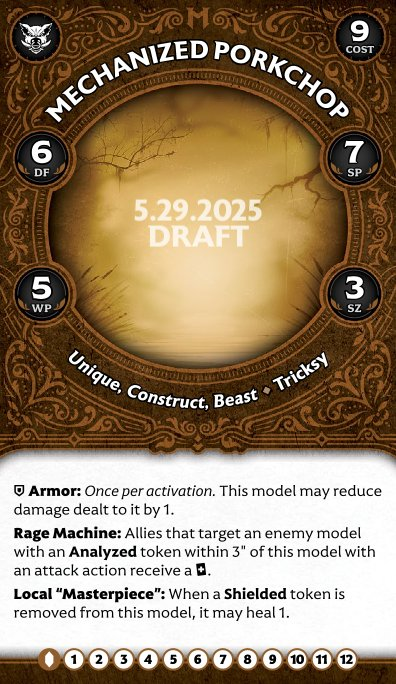 M
9
COST
MECHANIZED PORKCHOP
6
DF
7
SP
5.29.2025
DRAFT
5
WP
3
SZ
Unique, Construct, Beast ♦ Tricksy
Armor: Once per activation. This model may reduce
damage dealt to it by 1.
Rage Machine: Allies that target an enemy model
with an Analyzed token within 3" of this model with
an attack action receive a .
Local “Masterpiece”: When a Shielded token is
removed from this model, it may heal 1.
1 2 3 4 5 6 7 8 9 10 11 12